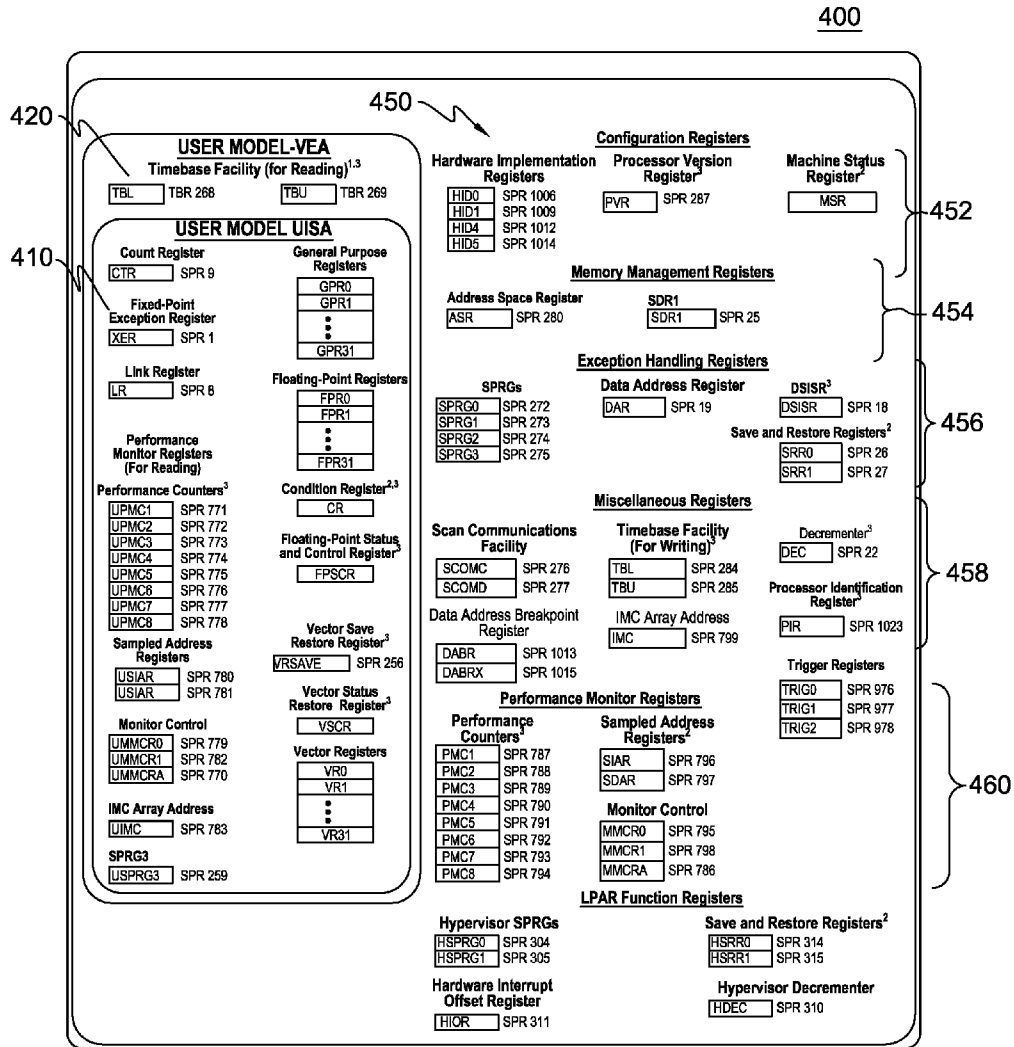 400
420
450
410
452
454
456
458
460
USER MODEL-VEA
Timebase Facility (for Reading)1,3
TBL TBR 268 TBU TBR 269
USER MODEL UISA
Count Register
CTR SPR 9
Fixed-Point
Exception Register
XER SPR 1
Link Register
LR SPR 8
Performance
Monitor Registers
(For Reading)
Performance Counters3
UPMC1 SPR 771
UPMC2 SPR 772
UPMC3 SPR 773
UPMC4 SPR 774
UPMC5 SPR 775
UPMC6 SPR 776
UPMC7 SPR 777
UPMC8 SPR 778
Sampled Address
Registers
USIAR SPR 780
USIAR SPR 781
Monitor Control
UMMCR0 SPR 779
UMMCR1 SPR 782
UMMCRA SPR 770
IMC Array Address
UIMC SPR 783
SPRG3
USPRG3 SPR 259
General Purpose
Registers
GPR0
GPR1
GPR31
Floating-Point Registers
FPR0
FPR1
FPR31
Condition Register2,3
CR
Floating-Point Status
and Control Register3
FPSCR
Vector Save
Restore Register3
VRSAVE SPR 256
Vector Status
Restore Register3
VSCR
Vector Registers
VR0
VR1
VR31
Configuration Registers
Hardware Implementation
Registers
HID0 SPR 1006
HID1 SPR 1009
HID4 SPR 1012
HID5 SPR 1014
Processor Version
Register3
PVR SPR 287
Machine Status
Register2
MSR
Memory Management Registers
Address Space Register
ASR SPR 280
SDR1
SDR1 SPR 25
Exception Handling Registers
SPRGs
SPRG0 SPR 272
SPRG1 SPR 273
SPRG2 SPR 274
SPRG3 SPR 275
Data Address Register
DAR SPR 19
DSISR3
DSISR SPR 18
Save and Restore Registers2
SRR0 SPR 26
SRR1 SPR 27
Miscellaneous Registers
Scan Communications
Facility
SCOMC SPR 276
SCOMD SPR 277
Timebase Facility
(For Writing)3
TBL SPR 284
TBU SPR 285
Decrementer3
DEC SPR 22
Data Address Breakpoint
Register
DABR SPR 1013
DABRX SPR 1015
IMC Array Address
IMC SPR 799
Processor Identification
Register3
PIR SPR 1023
Trigger Registers
TRIG0 SPR 976
TRIG1 SPR 977
TRIG2 SPR 978
Performance Monitor Registers
Performance
Counters3
PMC1 SPR 787
PMC2 SPR 788
PMC3 SPR 789
PMC4 SPR 790
PMC5 SPR 791
PMC6 SPR 792
PMC7 SPR 793
PMC8 SPR 794
Sampled Address
Registers2
SIAR SPR 796
SDAR SPR 797
Monitor Control
MMCR0 SPR 795
MMCR1 SPR 798
MMCRA SPR 786
LPAR Function Registers
Hypervisor SPRGs
HSPRG0 SPR 304
HSPRG1 SPR 305
Save and Restore Registers2
HSRR0 SPR 314
HSRR1 SPR 315
Hardware Interrupt
Offset Register
HIOR SPR 311
Hypervisor Decrementer
HDEC SPR 310